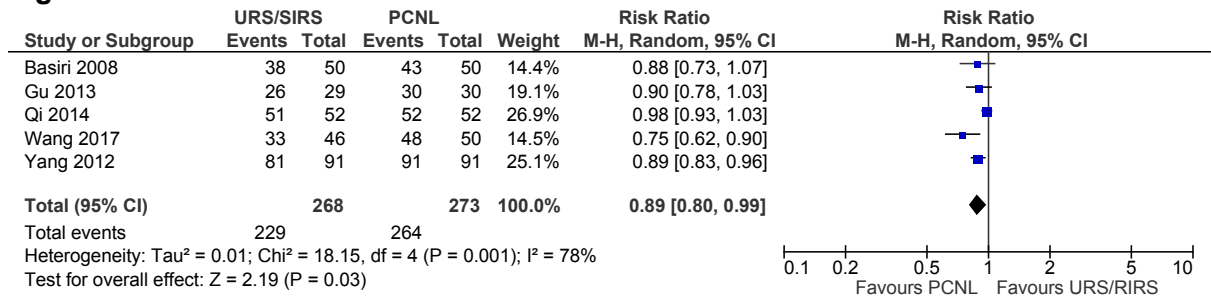 URS/SIRS PCNL Risk Ratio Risk Ratio
Study or Subgroup Events Total Events Total Weight M-H, Random, 95% CI M-H, Random, 95% CI
Basiri 2008 38 50 43 50 14.4% 0.88 [0.73, 1.07]
Gu 2013 26 29 30 30 19.1% 0.90 [0.78, 1.03]
Qi 2014 51 52 52 52 26.9% 0.98 [0.93, 1.03]
Wang 2017 33 46 48 50 14.5% 0.75 [0.62, 0.90]
Yang 2012 81 91 91 91 25.1% 0.89 [0.83, 0.96]
Total (95% CI) 268 273 100.0% 0.89 [0.80, 0.99]
Total events 229 264
Heterogeneity: Tau² = 0.01; Chi² = 18.15, df = 4 (P = 0.001); I² = 78%
Test for overall effect: Z = 2.19 (P = 0.03)
0.1 0.2 0.5 1 2 5 10
Favours PCNL Favours URS/RIRS